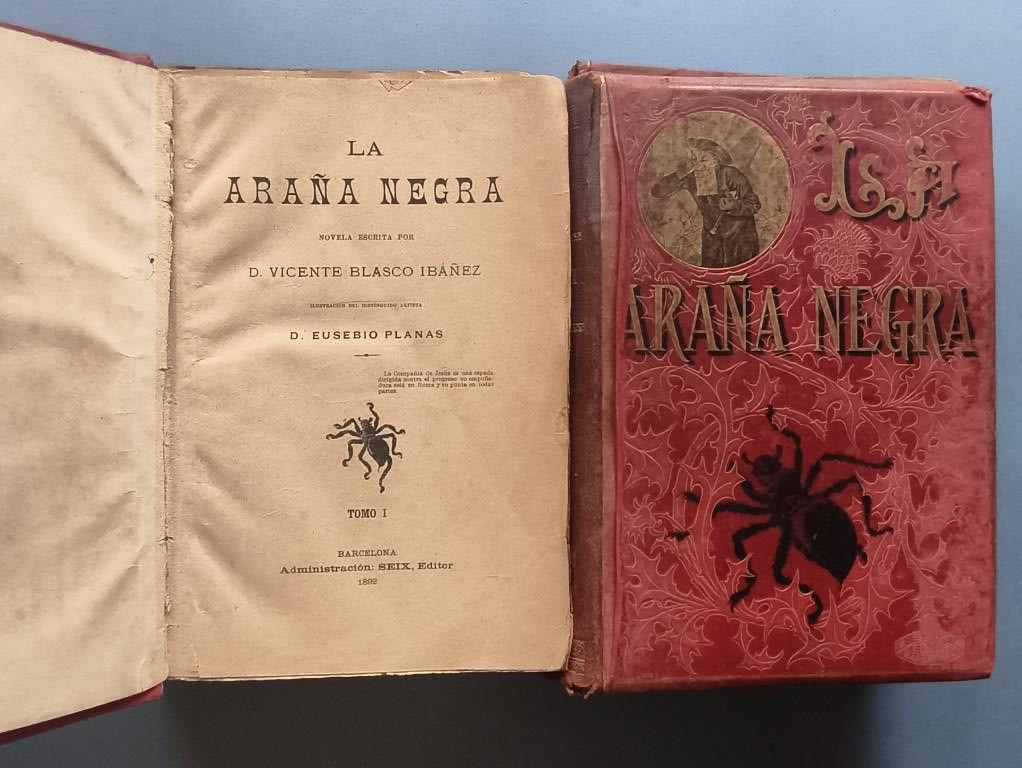 LA
ARAÑA NEGRA
NOVELA ESCRITA POR
D. VICENTE BLASCO IBÁÑEZ
ILUSTRACIÓN DEL DISTINGUIDO ARTISTA
D. EUSEBIO PLANAS
La Compañía de Jesús es una espada
dirigida contra el progreso: su empuña-
dura está en Roma y su punta en todas
partes.
TOMO I
BARCELONA
Administración: SEIX, Editor
1892
LA
ARAÑA NEGRA